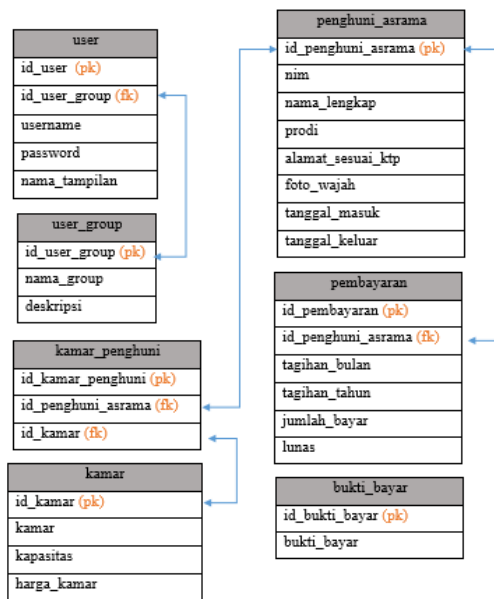 user
id_user (pk)
id_user_group (fk)
username
password
nama_tampilan
user_group
id_user_group (pk)
nama_group
deskripsi
kamar_penghuni
id_kamar_penghuni (pk)
id_penghuni_asrama (fk)
id_kamar (fk)
kamar
id_kamar (pk)
kamar
kapasitas
harga_kamar
penghuni_asrama
id_penghuni_asrama (pk)
nim
nama_lengkap
prodi
alamat_sesuai_ktp
foto_wajah
tanggal_masuk
tanggal_keluar
pembayaran
id_pembayaran (pk)
id_penghuni_asrama (fk)
tagihan_bulan
tagihan_tahun
jumlah_bayar
lunas
bukti_bayar
id_bukti_bayar (pk)
bukti_bayar